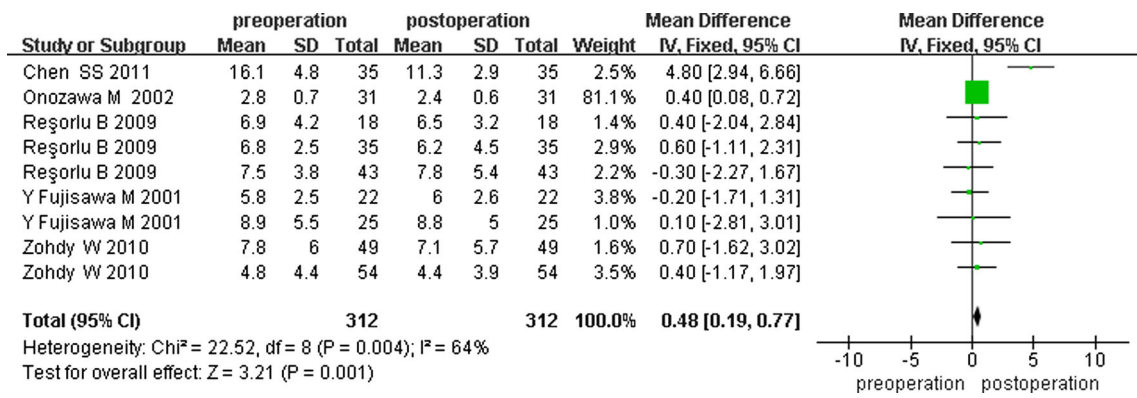 preoperation postoperation Mean Difference Mean Difference
Study or Subgroup Mean SD Total Mean SD Total Weight IV, Fixed, 95% CI IV, Fixed, 95% CI
Chen SS 2011 16.1 4.8 35 11.3 2.9 35 2.5% 4.80 [2.94, 6.66]
Onozawa M 2002 2.8 0.7 31 2.4 0.6 31 81.1% 0.40 [0.08, 0.72]
Reşorlu B 2009 6.9 4.2 18 6.5 3.2 18 1.4% 0.40 [-2.04, 2.84]
Reşorlu B 2009 6.8 2.5 35 6.2 4.5 35 2.9% 0.60 [-1.11, 2.31]
Reşorlu B 2009 7.5 3.8 43 7.8 5.4 43 2.2% -0.30 [-2.27, 1.67]
Y Fujisawa M 2001 5.8 2.5 22 6 2.6 22 3.8% -0.20 [-1.71, 1.31]
Y Fujisawa M 2001 8.9 5.5 25 8.8 5 25 1.0% 0.10 [-2.81, 3.01]
Zohdy W 2010 7.8 6 49 7.1 5.7 49 1.6% 0.70 [-1.62, 3.02]
Zohdy W 2010 4.8 4.4 54 4.4 3.9 54 3.5% 0.40 [-1.17, 1.97]
Total (95% CI) 312 312 100.0% 0.48 [0.19, 0.77]
Heterogeneity: Chi² = 22.52, df = 8 (P = 0.004); I² = 64%
Test for overall effect: Z = 3.21 (P = 0.001)
-10 -5 0 5 10
preoperation postoperation